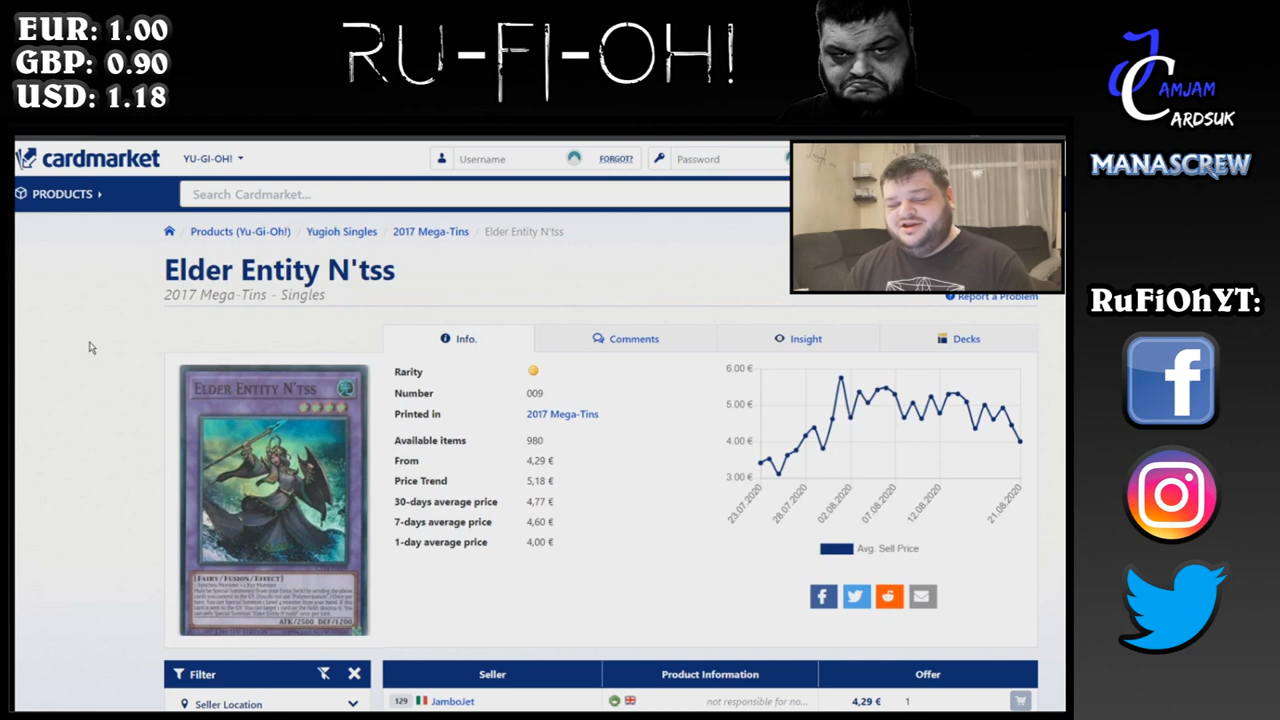 EUR: 1.00
GBP: 0.90
USD: 1.18
RU-FI-OH!
JAMJAM
CARDSUK
MANASCREW
RuFiOhYT:
cardmarket
YU-GI-OH!
Username
FORGOT?
Password
PRODUCTS
Search Cardmarket...
Products (Yu-Gi-Oh!) / Yugioh Singles / 2017 Mega-Tins / Elder Entity N'tss
Elder Entity N'tss
2017 Mega-Tins - Singles
Report a Problem
Info.
Comments
Insight
Decks
Rarity
Number 009
Printed in 2017 Mega-Tins
Available items 980
From 4,29 €
Price Trend 5,18 €
30-days average price 4,77 €
7-days average price 4,60 €
1-day average price 4,00 €
6.00 €
5.00 €
4.00 €
3.00 €
23.07.2020
28.07.2020
02.08.2020
07.08.2020
12.08.2020
21.08.2020
Avg. Sell Price
ELDER ENTITY N'TSS
[FAIRY/FUSION/EFFECT]
ATK/2500 DEF/1200
Filter
Seller
Product Information
Offer
Seller Location
129 JamboJet
not responsible for no...
4,29 €
1